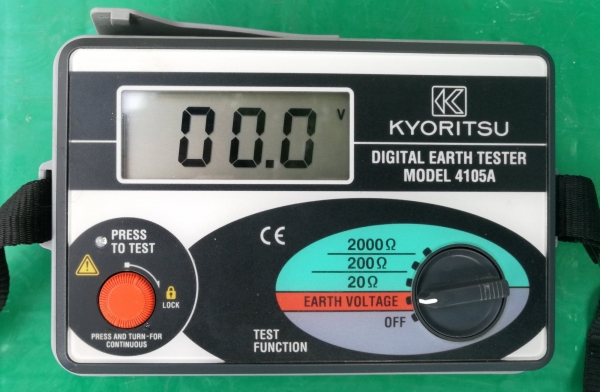 00.0 V
KYORITSU
DIGITAL EARTH TESTER
MODEL 4105A
PRESS
TO TEST
LOCK
PRESS AND TURN-FOR
CONTINUOUS
CE
2000Ω
200Ω
20Ω
EARTH VOLTAGE
OFF
TEST
FUNCTION